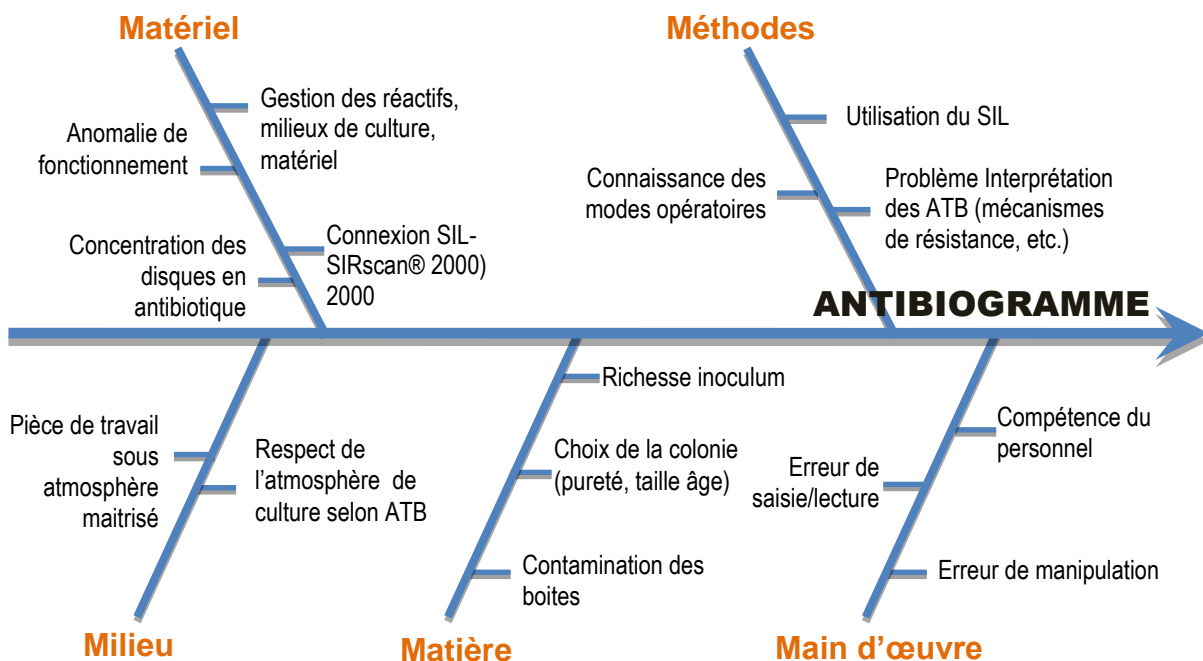 Matériel
Méthodes
Gestion des réactifs,
milieux de culture,
matériel
Anomalie de
fonctionnement
Connexion SIL-
SIRscan® 2000)
2000
Concentration des
disques en
antibiotique
Utilisation du SIL
Connaissance des
modes opératoires
Problème Interprétation
des ATB (mécanismes
de résistance, etc.)
ANTIBIOGRAMME
Pièce de travail
sous
atmosphère
maitrisé
Respect de
l’atmosphère de
culture selon ATB
Richesse inoculum
Choix de la colonie
(pureté, taille âge)
Contamination des
boites
Compétence du
personnel
Erreur de
saisie/lecture
Erreur de manipulation
Milieu
Matière
Main d’œuvre